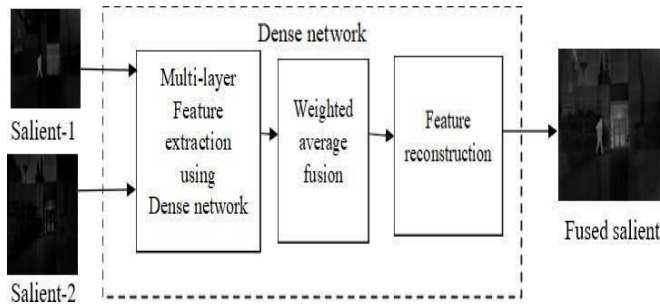 Dense network
Salient-1
Salient-2
Multi-layer
Feature
extraction
using
Dense network
Weighted
average
fusion
Feature
reconstruction
Fused salient